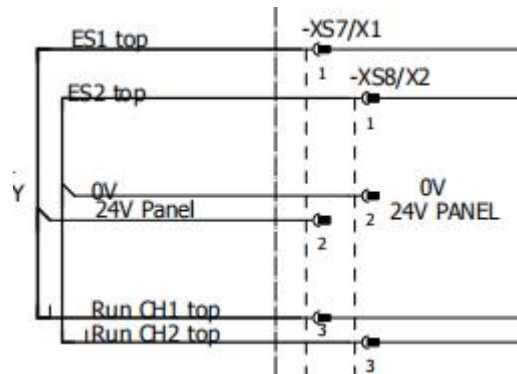 ES1 top
-XS7/X1
1
ES2 top
-XS8/X2
1
Y
0V
0V
24V Panel
2
24V PANEL
2
Run CH1 top
3
Run CH2 top
3